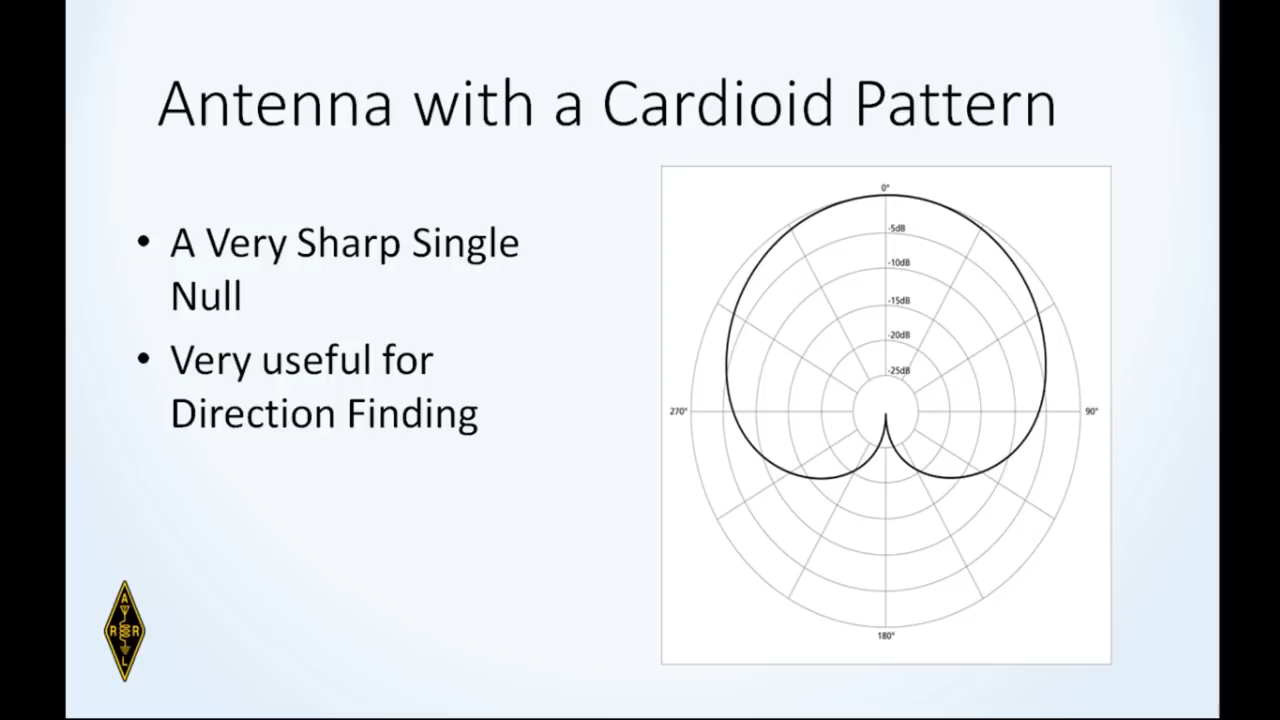 Antenna with a Cardioid Pattern
• A Very Sharp Single
Null
• Very useful for
Direction Finding
0°
-5dB
-10dB
-15dB
-20dB
-25dB
270°
90°
180°
A
R R
L